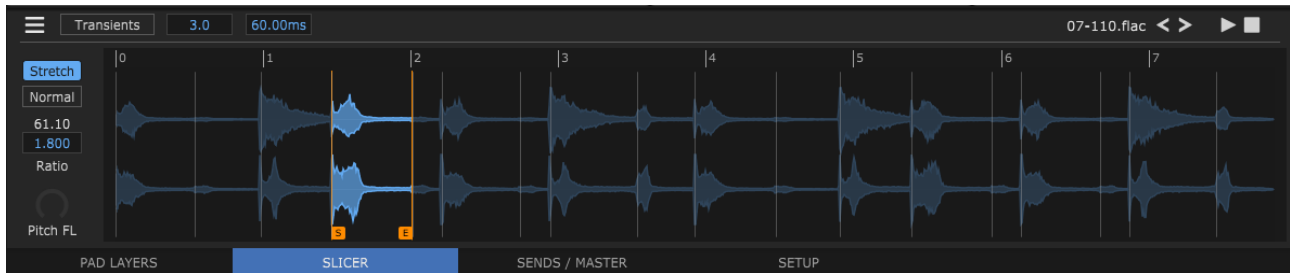 Transients 3.0 60.00ms 07-110.flac < >
0 1 2 3 4 5 6 7
Stretch
Normal
61.10
1.800
Ratio
Pitch FL
S E
PAD LAYERS SLICER SENDS / MASTER SETUP